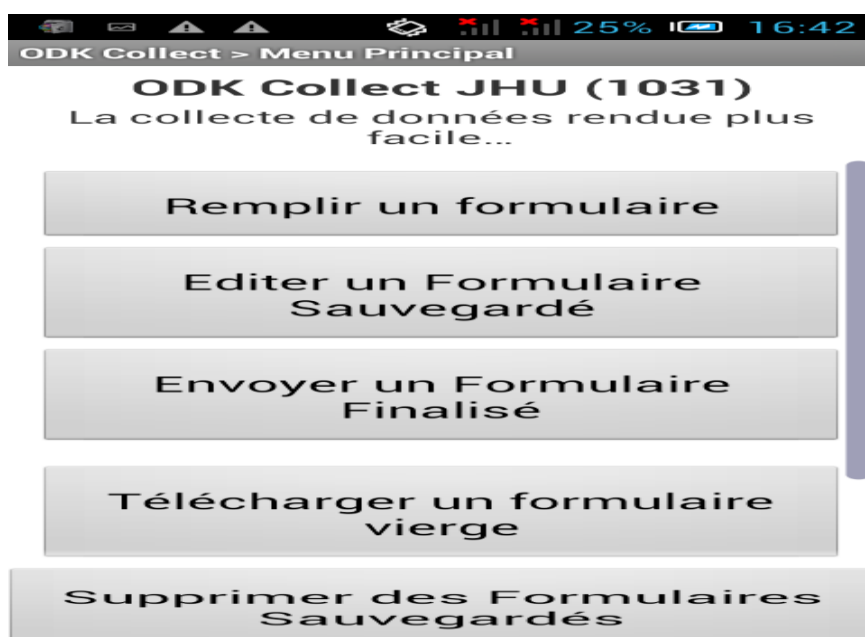 25% 16:42
ODK Collect > Menu Principal
ODK Collect JHU (1031)
La collecte de données rendue plus
facile...
Remplir un formulaire
Editer un Formulaire
Sauvegardé
Envoyer un Formulaire
Finalisé
Télécharger un formulaire
vierge
Supprimer des Formulaires
Sauvegardés